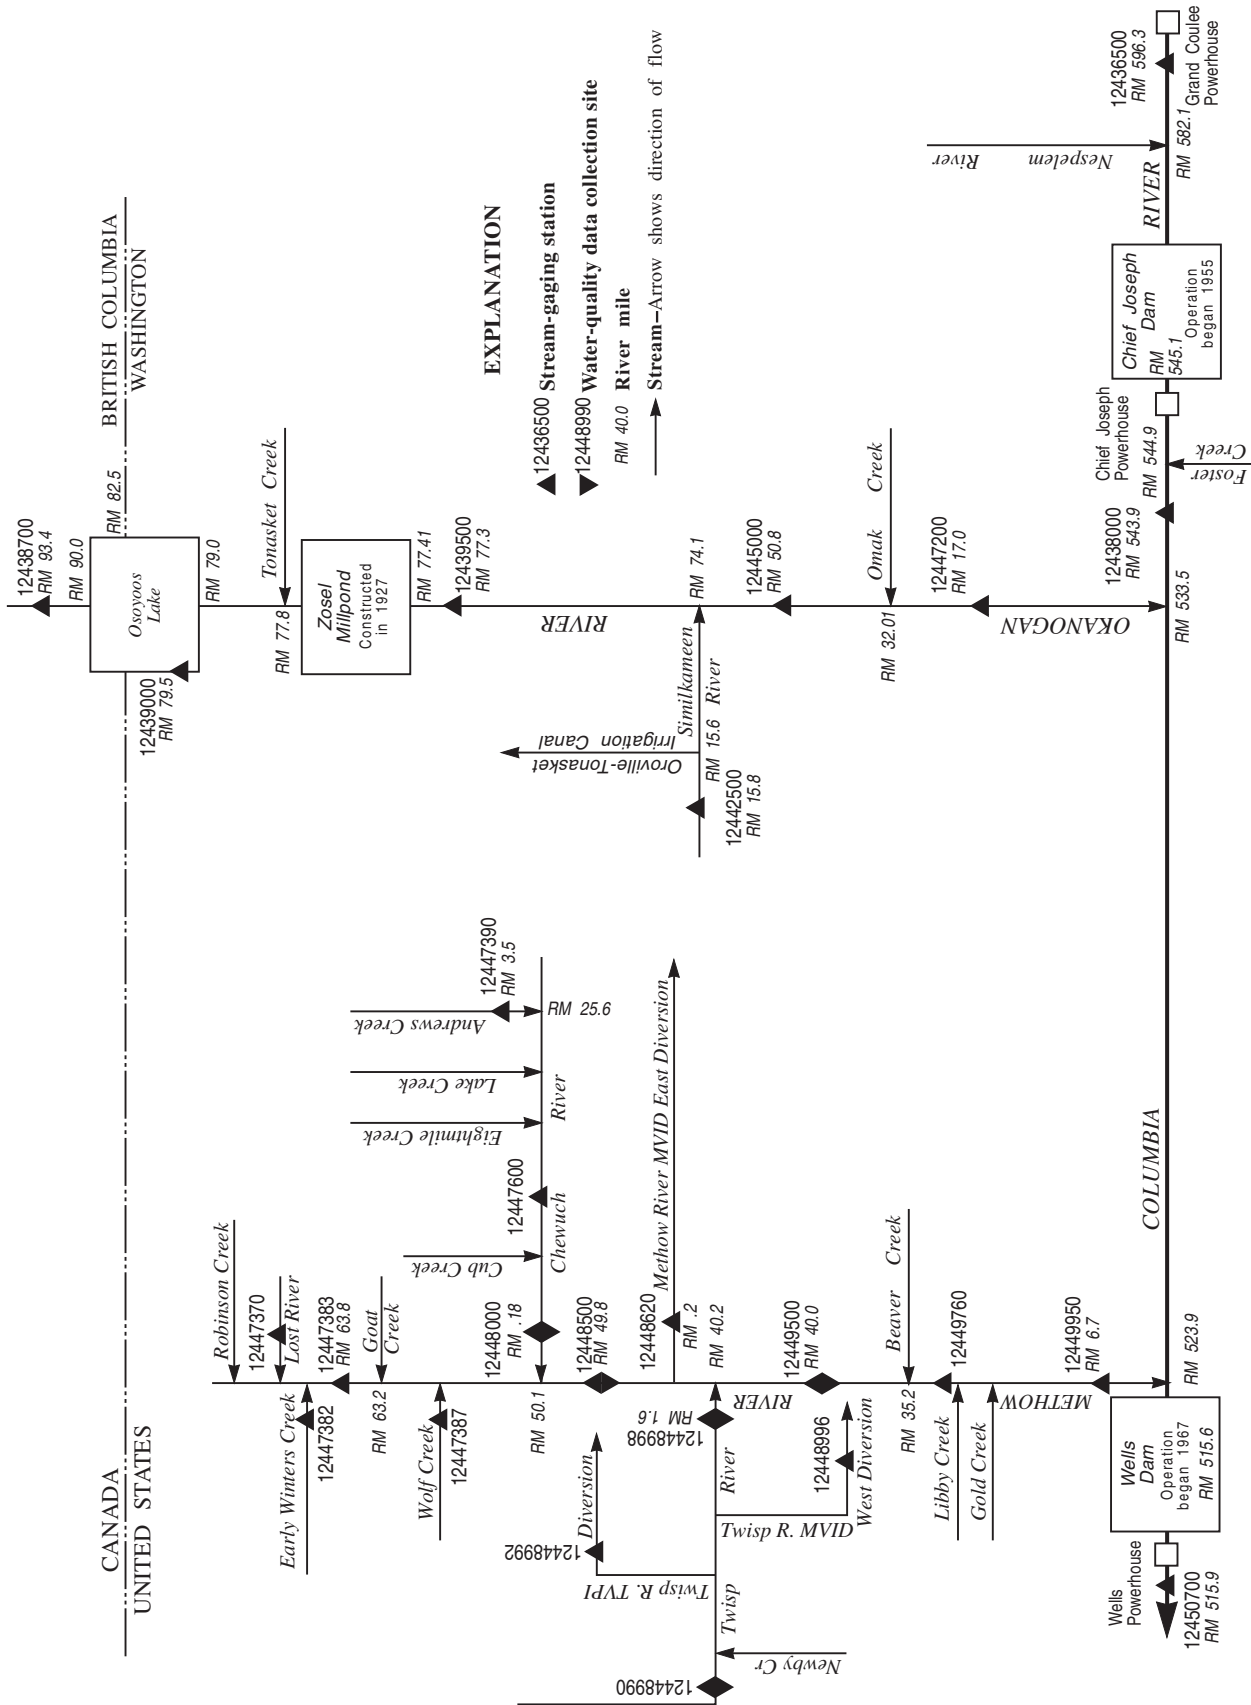 CANADA
UNITED STATES
BRITISH COLUMBIA
WASHINGTON
Robinson Creek
12447370
Lost River
Early Winters Creek
12447382
12447383
RM 63.8
Goat
Creek
RM 63.2
Wolf Creek
12447387
Andrews Creek
12447390
RM 3.5
RM 25.6
Lake Creek
Eightmile Creek
River
12447600
Chewuch
Cub Creek
12448000
RM .18
RM 50.1
12448500
RM 49.8
Methow River MVID East Diversion
12448620
RM .2
RM 40.2
12448990
Newby Cr
Twisp
Twisp R. TVPI
Diversion
12448992
Twisp R. MVID
West Diversion
12448996
River
12448998
RM 1.6
RIVER
12449500
RM 40.0
Beaver Creek
RM 35.2
12449760
Libby Creek
Gold Creek
METHOW
12449950
RM 6.7
RM 523.9
12438700
RM 93.4
RM 90.0
Osoyoos
Lake
RM 82.5
RM 79.0
12439000
RM 79.5
Tonasket Creek
RM 77.8
Zosel
Millpond
Constructed
in 1927
RM 77.41
12439500
RM 77.3
RIVER
RM 74.1
Similkameen
River
Oroville-Tonasket
Irrigation Canal
RM 15.6
12442500
RM 15.8
12445000
RM 50.8
Omak Creek
RM 32.01
12447200
RM 17.0
OKANOGAN
RM 533.5
EXPLANATION
12436500 Stream-gaging station
12448990 Water-quality data collection site
RM 40.0 River mile
Stream–Arrow shows direction of flow
Wells
Powerhouse
12450700
RM 515.9
Wells
Dam
Operation
began 1967
RM 515.6
COLUMBIA
12438000
RM 543.9
Foster
Creek
RM 544.9
Chief Joseph
Powerhouse
Chief Joseph
Dam
RM
545.1
Operation
began 1955
RIVER
Nespelem River
RM 582.1
12436500
RM 596.3
Grand Coulee
Powerhouse